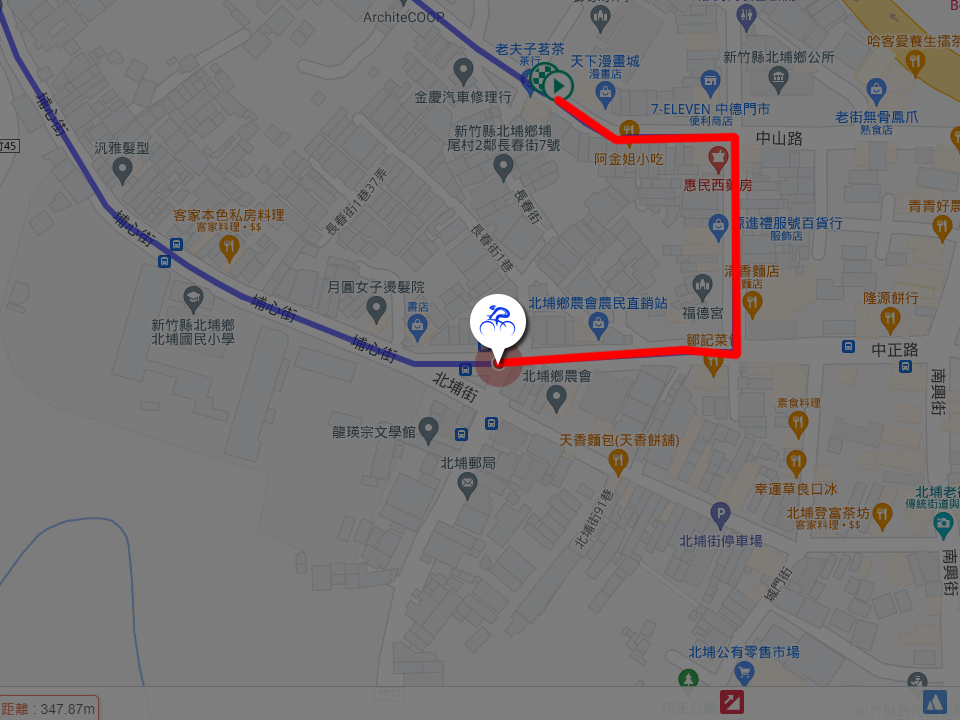 ArchiteCOOP
老夫子茗茶
茶行
天下漫畫城
漫畫店
新竹縣北埔鄉公所
哈客愛養生擂茶
金慶汽車修理行
7-ELEVEN 中德門市
便利商店
老街無骨鳳爪
熟食店
埔心街
45
新竹縣北埔鄉埔
尾村2鄰長春街7號
中山路
汎雅髮型
阿金姐小吃
惠民西藥房
長春街1巷37弄
長春街
長春街1巷
客家本色私房料理
客家料理・$$
埔心街
源進禮服號百貨行
服飾店
青青好農
清香麵店
麵店
月圓女子燙髮院
書店
北埔鄉農會農民直銷站
福德宮
隆源餅行
埔心街
新竹縣北埔鄉
北埔國民小學
埔心街
鄒記菜包
中正路
北埔街
北埔鄉農會
南興街
素食料理
龍瑛宗文學館
天香麵包(天香餅舖)
北埔郵局
幸運草良口冰
北埔老街
傳統街道與
北埔登富茶坊
客家料理・$$
北埔街91巷
P
北埔街停車場
城門街
南興街
北埔公有零售市場
距離 : 347.87m